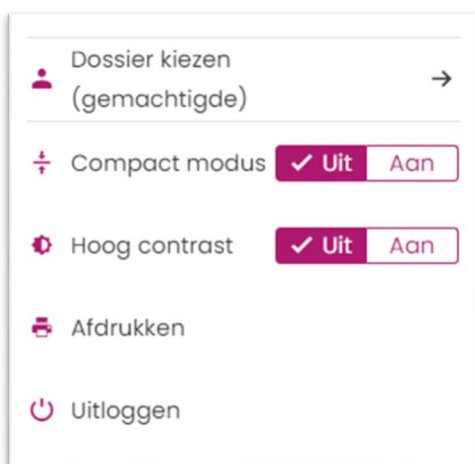 Dossier kiezen
(gemachtigde)
Compact modus Uit Aan
Hoog contrast Uit Aan
Afdrukken
Uitloggen